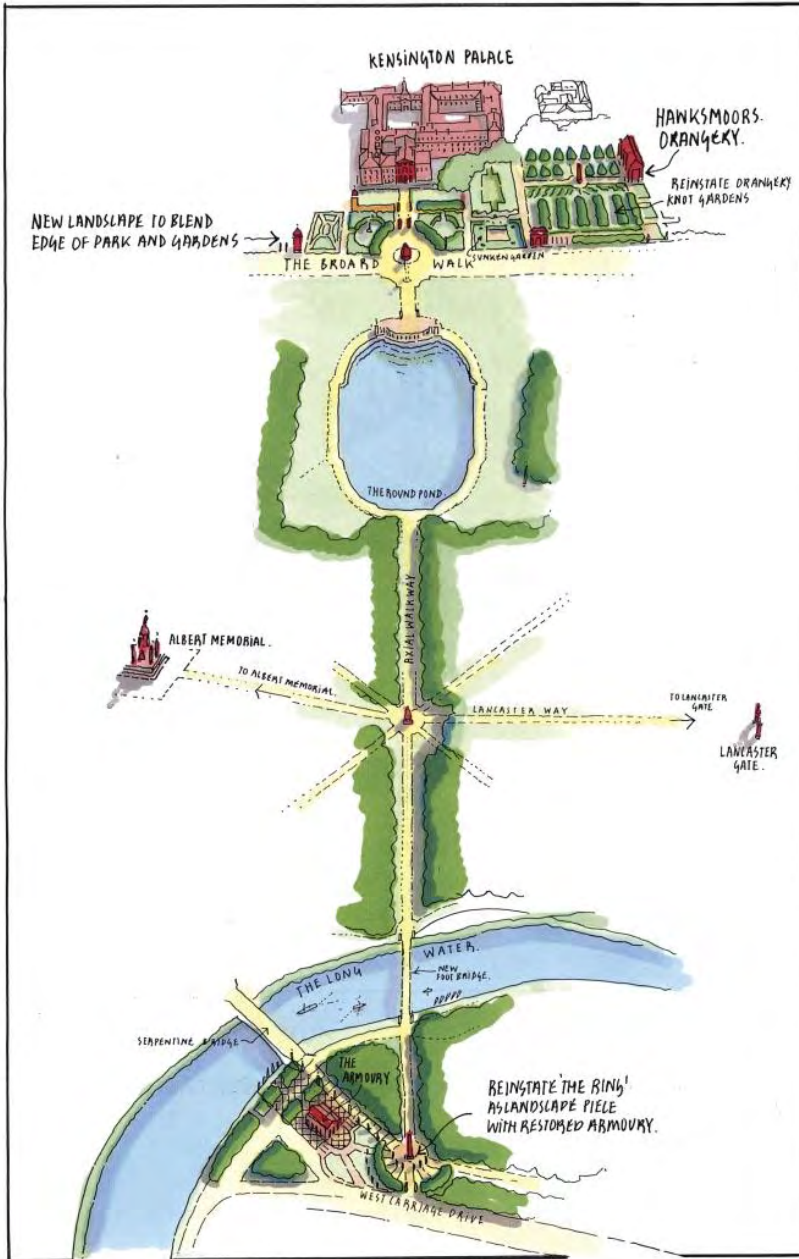 KENSINGTON PALACE
HAWKSMOORS.
ORANGERY.
REINSTATE ORANGERY
KNOT GARDENS
NEW LANDSCAPE TO BLEND
EDGE OF PARK AND GARDENS
THE BROARD WALK
SUNKEN GARDEN
THE ROUND POND.
AXIAL WALKWAY
ALBERT MEMORIAL.
TO ALBERT MEMORIAL.
LANCASTER WAY
TO LANCASTER
GATE
LANCASTER
GATE.
THE LONG WATER.
NEW
FOOT BRIDGE.
SERPENTINE BRIDGE
THE
ARMOURY
REINSTATE 'THE RING'
AS LANDSCAPE PIECE
WITH RESTORED ARMOURY.
WEST CARRIAGE DRIVE